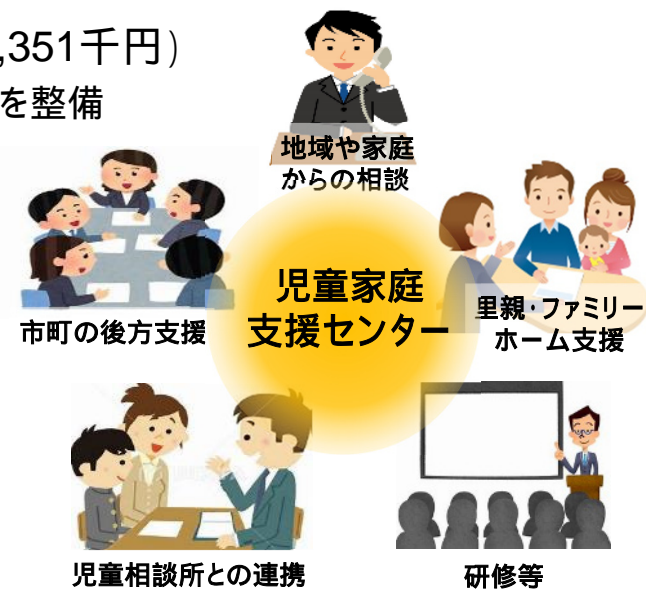 ,351千円)
を整備
地域や家庭
からの相談
市町の後方支援
児童家庭
支援センター
里親・ファミリー
ホーム支援
児童相談所との連携
研修等